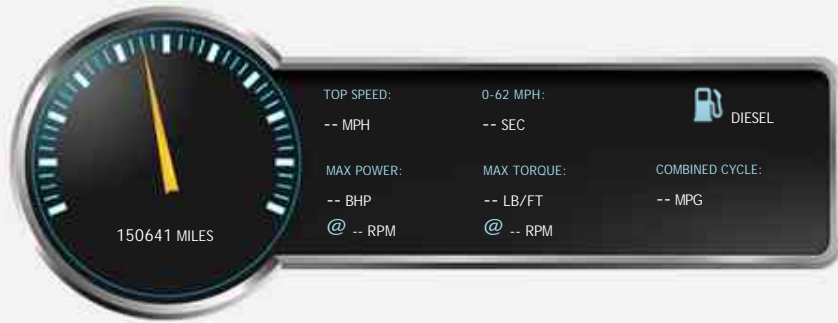 TOP SPEED:
-- MPH
0-62 MPH:
-- SEC
DIESEL
MAX POWER:
-- BHP
@ -- RPM
MAX TORQUE:
-- LB/FT
@ -- RPM
COMBINED CYCLE:
-- MPG
150641 MILES